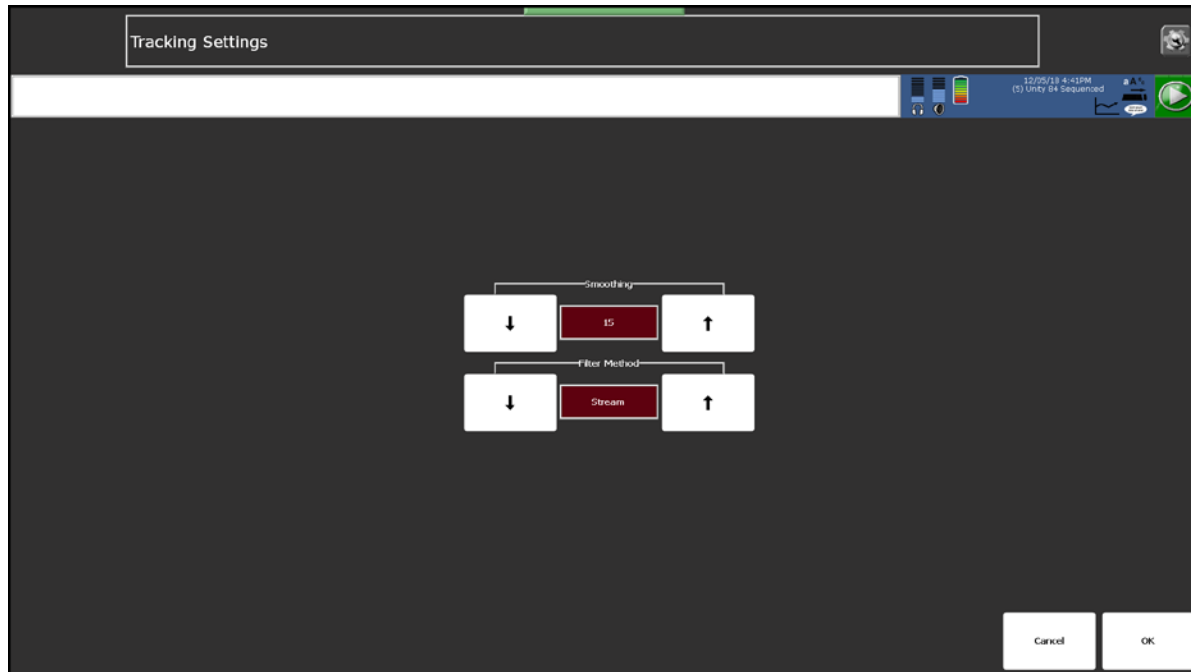 Tracking Settings
12/05/18 4:41PM
(5) Unity 84 Sequenced
Smoothing
↓ 15 ↑
Filter Method
↓ Stream ↑
Cancel OK